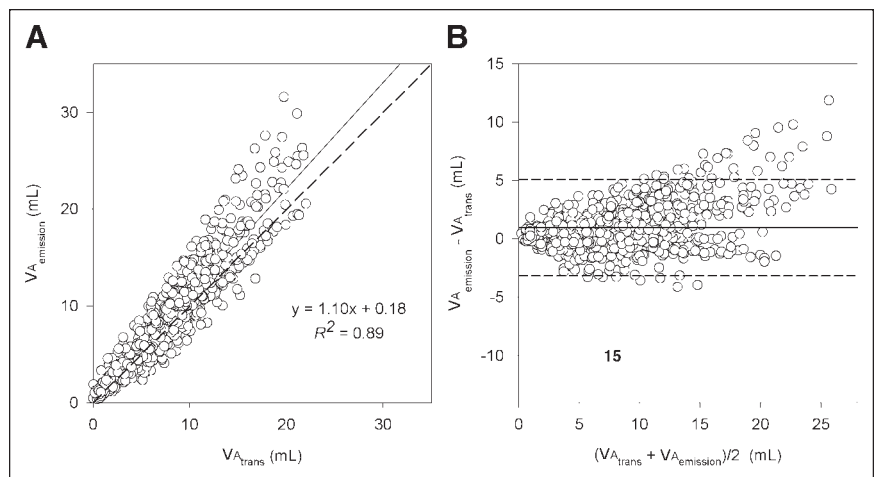 A
B
30
20
10
0
VAemission (mL)
y = 1.10x + 0.18
R2 = 0.89
0 10 20 30
VAtrans (mL)
15
10
5
0
-5
-10
VAemission - VAtrans (mL)
15
0 5 10 15 20 25
(VAtrans + VAemission)/2 (mL)